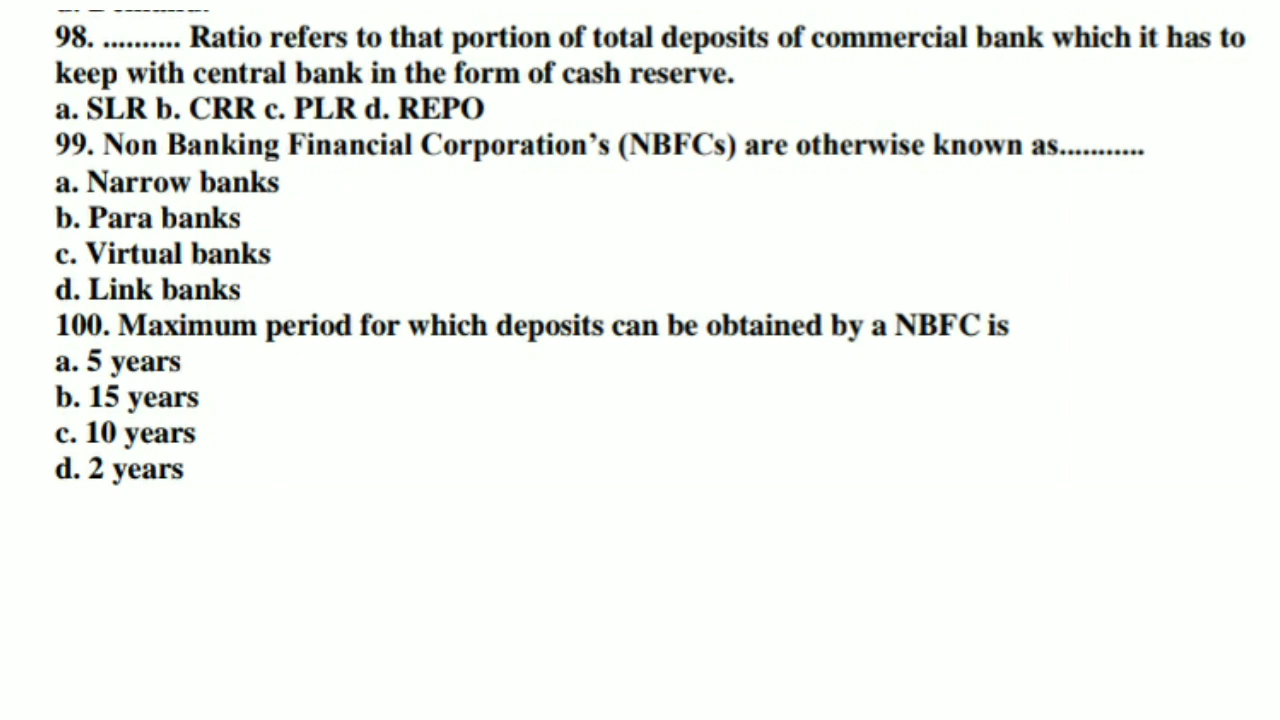 98. .......... Ratio refers to that portion of total deposits of commercial bank which it has to
keep with central bank in the form of cash reserve.
a. SLR b. CRR c. PLR d. REPO
99. Non Banking Financial Corporation’s (NBFCs) are otherwise known as...........
a. Narrow banks
b. Para banks
c. Virtual banks
d. Link banks
100. Maximum period for which deposits can be obtained by a NBFC is
a. 5 years
b. 15 years
c. 10 years
d. 2 years